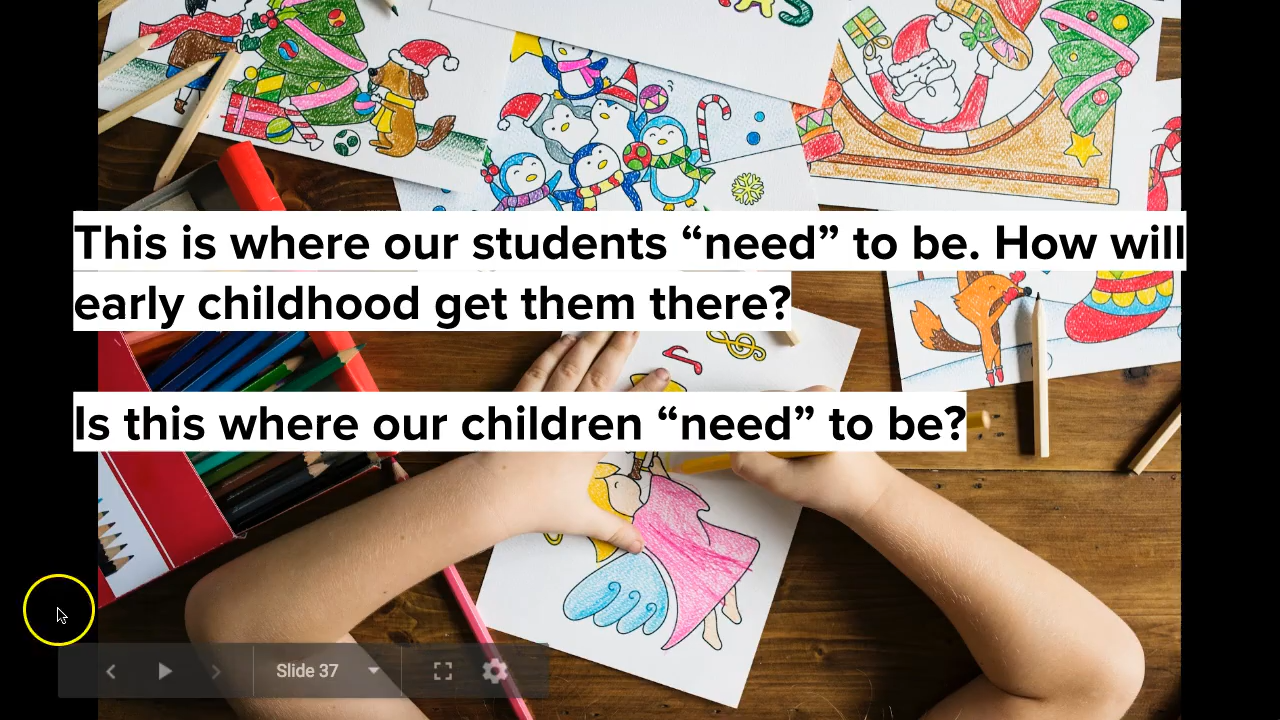 AS
This is where our students “need” to be. How will
early childhood get them there?
Is this where our children “need” to be?
Slide 37